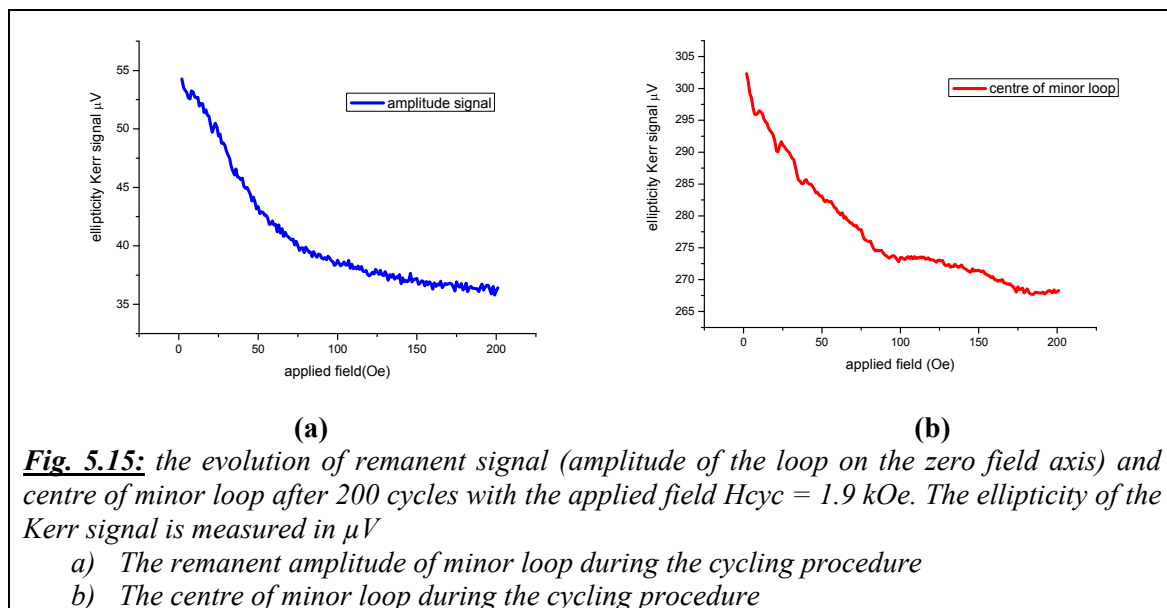 55
50
45
40
35
ellipticity Kerr signal µV
amplitude signal
0 50 100 150 200
applied field(Oe)
305
300
295
290
285
280
275
270
265
ellipticity Kerr signal µV
centre of minor loop
0 50 100 150 200
applied field (Oe)
(a) (b)
Fig. 5.15: the evolution of remanent signal (amplitude of the loop on the zero field axis) and
centre of minor loop after 200 cycles with the applied field Hcyc = 1.9 kOe. The ellipticity of the
Kerr signal is measured in µV
a) The remanent amplitude of minor loop during the cycling procedure
b) The centre of minor loop during the cycling procedure